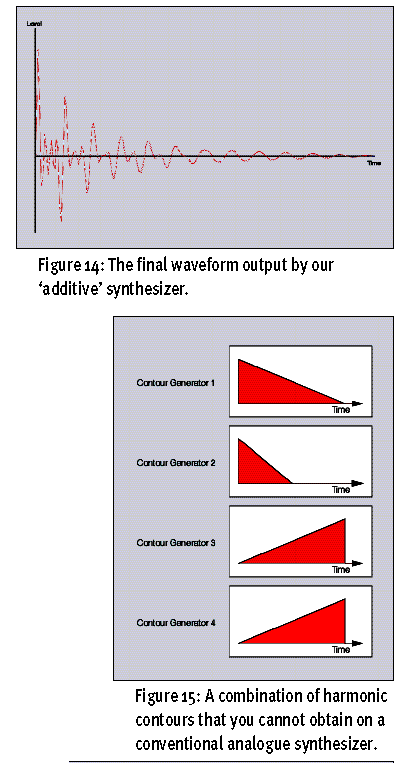 Level
Time
Figure 14: The final waveform output by our
‘additive’ synthesizer.
Contour Generator 1
Time
Contour Generator 2
Time
Contour Generator 3
Time
Contour Generator 4
Time
Figure 15: A combination of harmonic
contours that you cannot obtain on a
conventional analogue synthesizer.